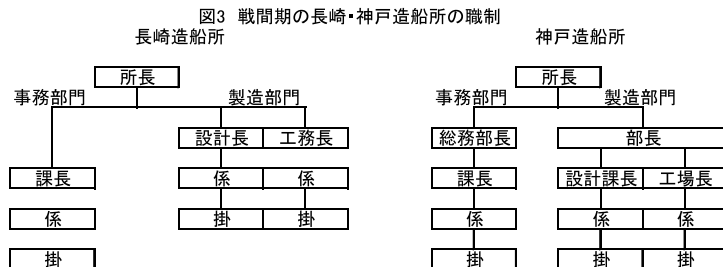 図3 戦間期の長崎・神戸造船所の職制
長崎造船所
所長
事務部門 製造部門
設計長 工務長
課長 係 係
係 掛 掛
掛
神戸造船所
所長
事務部門 製造部門
総務部長 部長
課長 設計課長 工場長
係 係 係
掛 掛 掛